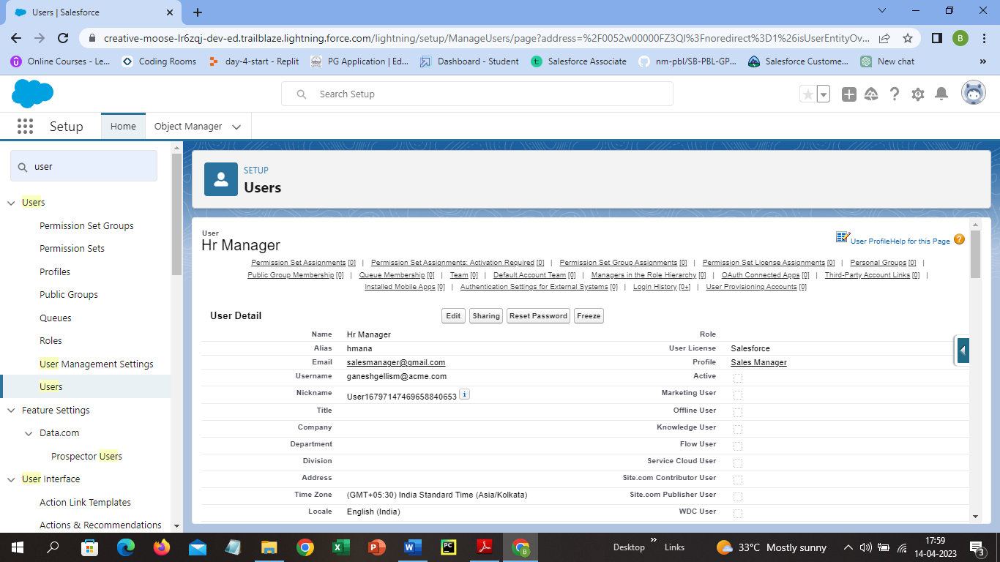 Users | Salesforce
creative-moose-lr6zqj-dev-ed.trailblaze.lightning.force.com/lightning/setup/ManageUsers/page?address=%2F0052w00000FZ3QI%3Fnoredirect%3D1%26isUserEntityOv...
B
Online Courses - Le...
Coding Rooms
day-4-start - Replit
PG Application | Ed...
Dashboard - Student
Salesforce Associate
nm-pbl/SB-PBL-GP...
Salesforce Custome...
New chat
»
Search Setup
Setup
Home
Object Manager
user
Users
Permission Set Groups
Permission Sets
Profiles
Public Groups
Queues
Roles
User Management Settings
Users
Feature Settings
Data.com
Prospector Users
User Interface
Action Link Templates
Actions & Recommendations
SETUP
Users
User
Hr Manager
User Profile Help for this Page
Permission Set Assignments [0] | Permission Set Assignments: Activation Required [0] | Permission Set Group Assignments [0] | Permission Set License Assignments [0] | Personal Groups [0] |
Public Group Membership [0] | Queue Membership [0] | Team [0] | Default Account Team [0] | Managers in the Role Hierarchy [0] | OAuth Connected Apps [0] | Third-Party Account Links [0] |
Installed Mobile Apps [0] | Authentication Settings for External Systems [0] | Login History [0+] | User Provisioning Accounts [0]
User Detail Edit Sharing Reset Password Freeze
Name Hr Manager Role
Alias hmana User License Salesforce
Email salesmanager@gmail.com Profile Sales Manager
Username ganeshgellism@acme.com Active
Nickname User16797147469658840653 i Marketing User
Title Offline User
Company Knowledge User
Department Flow User
Division Service Cloud User
Address Site.com Contributor User
Time Zone (GMT+05:30) India Standard Time (Asia/Kolkata) Site.com Publisher User
Locale English (India) WDC User
Desktop » Links 33°C Mostly sunny
17:59
14-04-2023
3